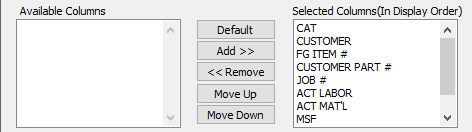 Available Columns
Selected Columns(In Display Order)
Default
Add >>
<< Remove
Move Up
Move Down
CAT
CUSTOMER
FG ITEM #
CUSTOMER PART #
JOB #
ACT LABOR
ACT MAT'L
MSF